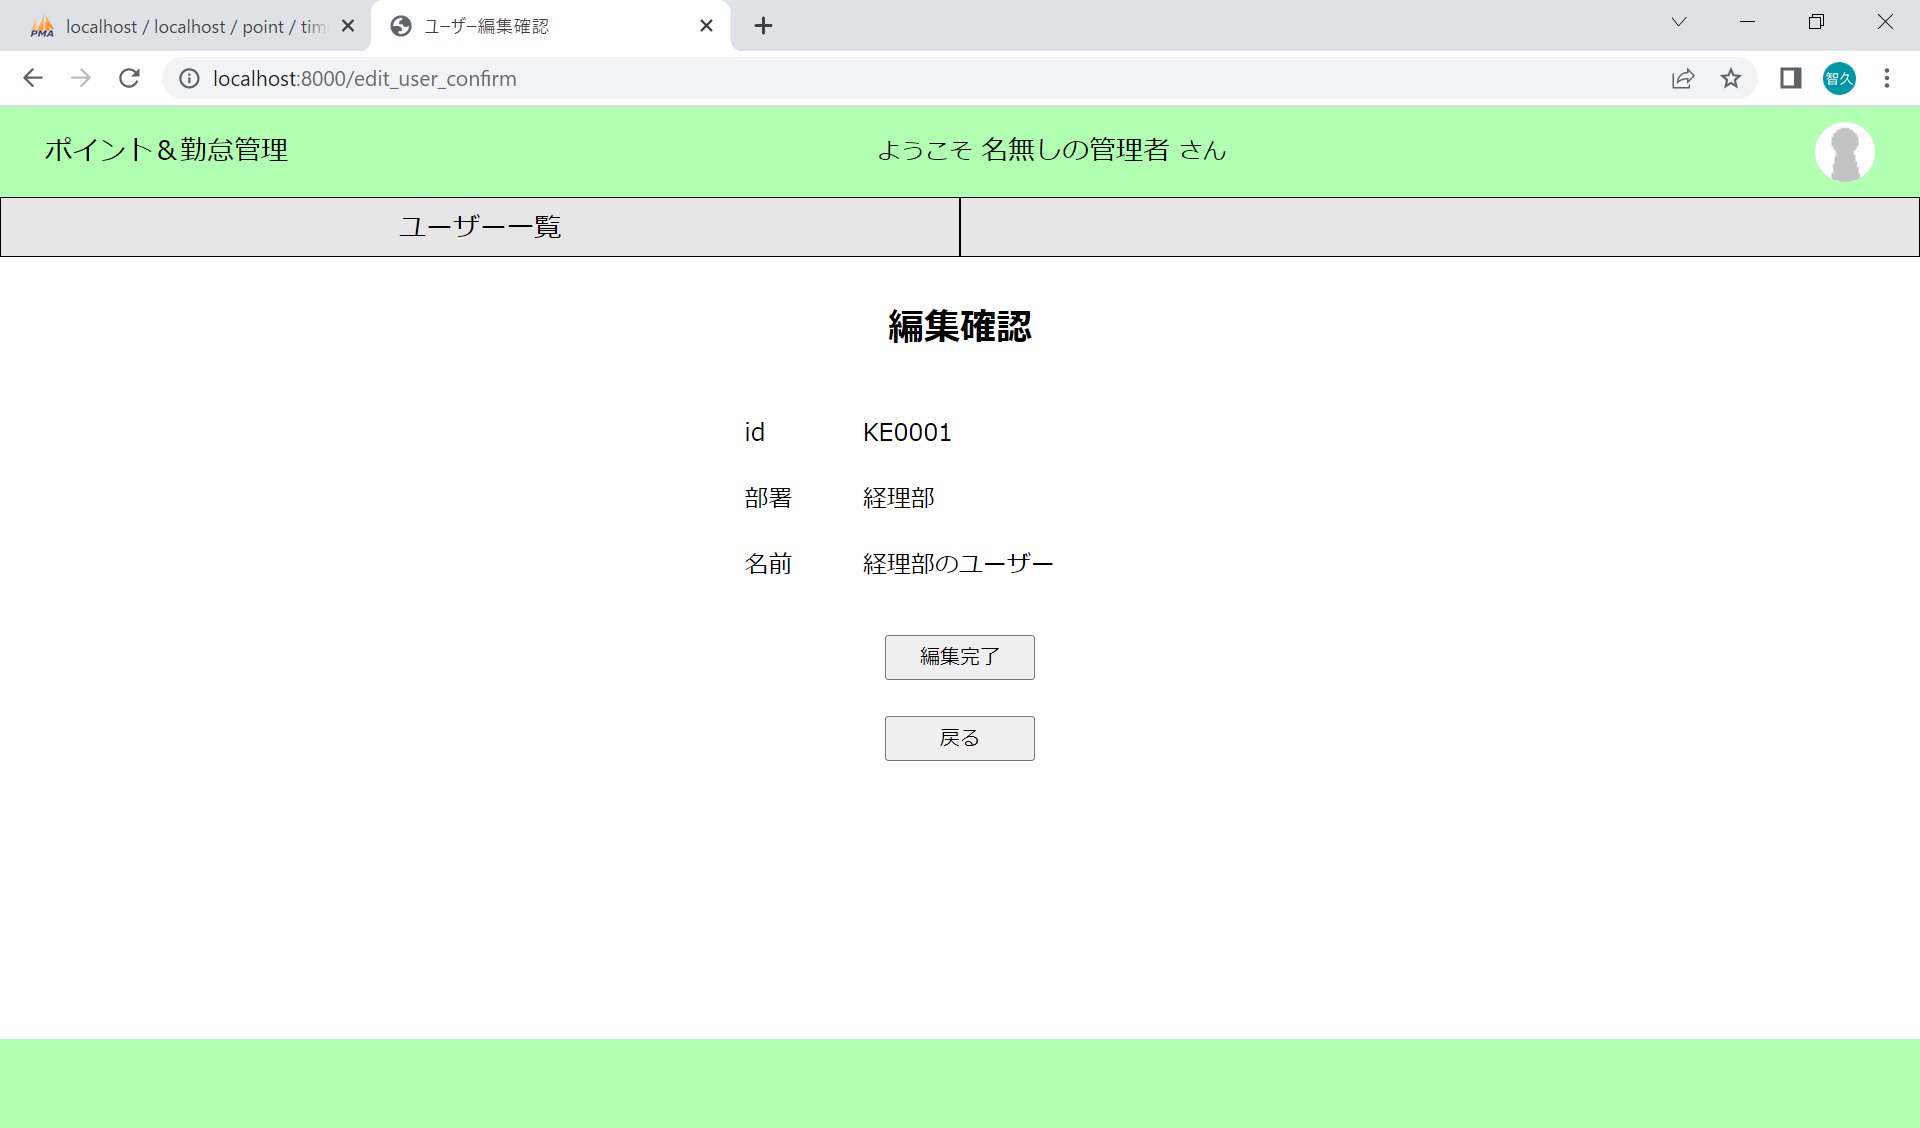 PMA localhost / localhost / point / tim
ユーザー編集確認
localhost:8000/edit_user_confirm
智久
ポイント＆勤怠管理
ようこそ 名無しの管理者 さん
ユーザー一覧
編集確認
id KE0001
部署 経理部
名前 経理部のユーザー
編集完了
戻る